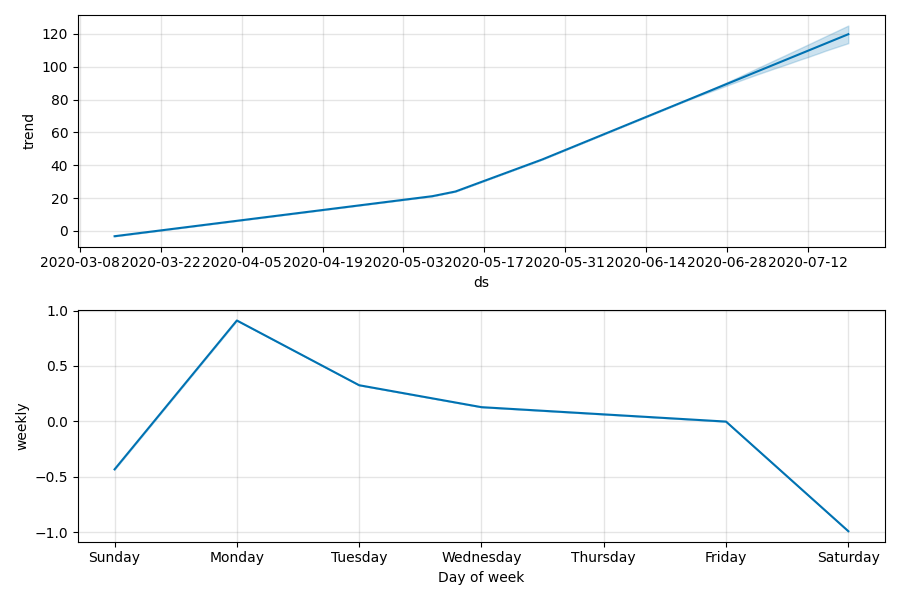 120
100
80
60
40
20
0
trend
2020-03-08 2020-03-22 2020-04-05 2020-04-19 2020-05-03 2020-05-17 2020-05-31 2020-06-14 2020-06-28 2020-07-12
ds
1.0
0.5
0.0
−0.5
−1.0
weekly
Sunday Monday Tuesday Wednesday Thursday Friday Saturday
Day of week